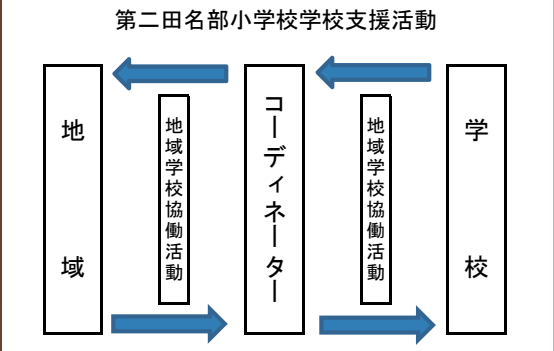 第二田名部小学校学校支援活動
地域
地域学校協働活動
コーディネーター
地域学校協働活動
学校